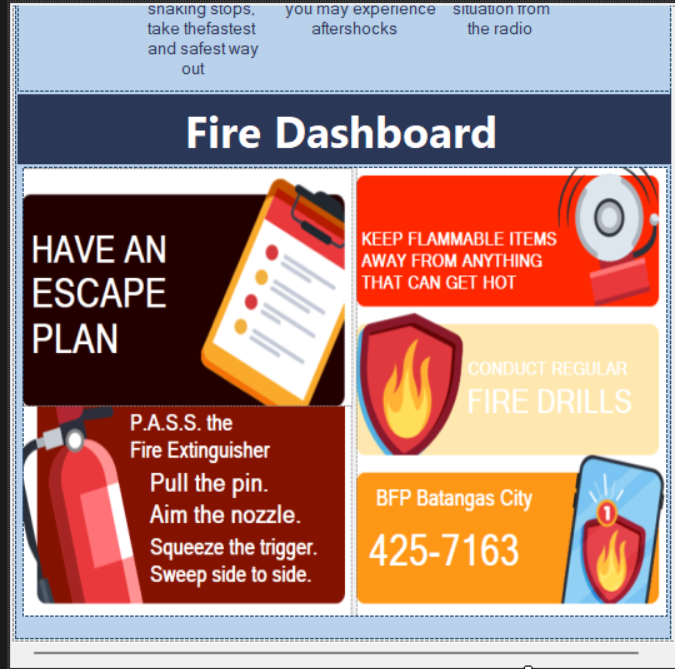 shaking stops,
take thefastest
and safest way
out
you may experience
aftershocks
situation from
the radio
Fire Dashboard
HAVE AN
ESCAPE
PLAN
KEEP FLAMMABLE ITEMS
AWAY FROM ANYTHING
THAT CAN GET HOT
CONDUCT REGULAR
FIRE DRILLS
P.A.S.S. the
Fire Extinguisher
Pull the pin.
Aim the nozzle.
Squeeze the trigger.
Sweep side to side.
BFP Batangas City
425-7163
1